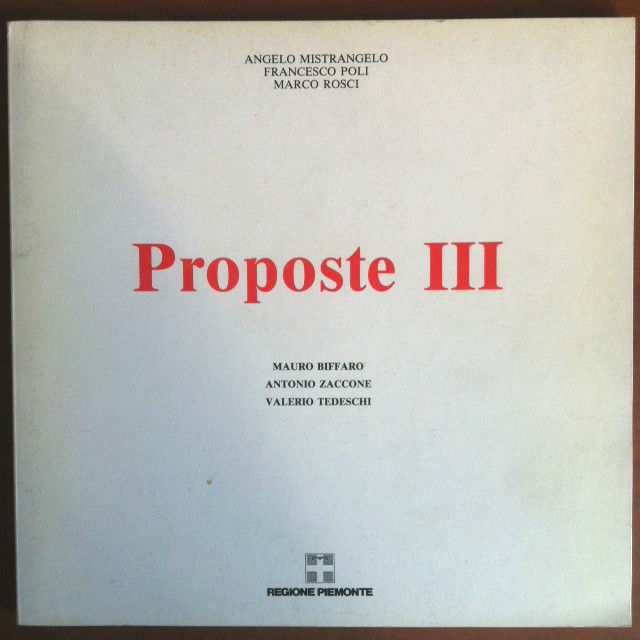 ANGELO MISTRANGELO
FRANCESCO POLI
MARCO ROSCI
Proposte III
MAURO BIFFARO
ANTONIO ZACCONE
VALERIO TEDESCHI
REGIONE PIEMONTE